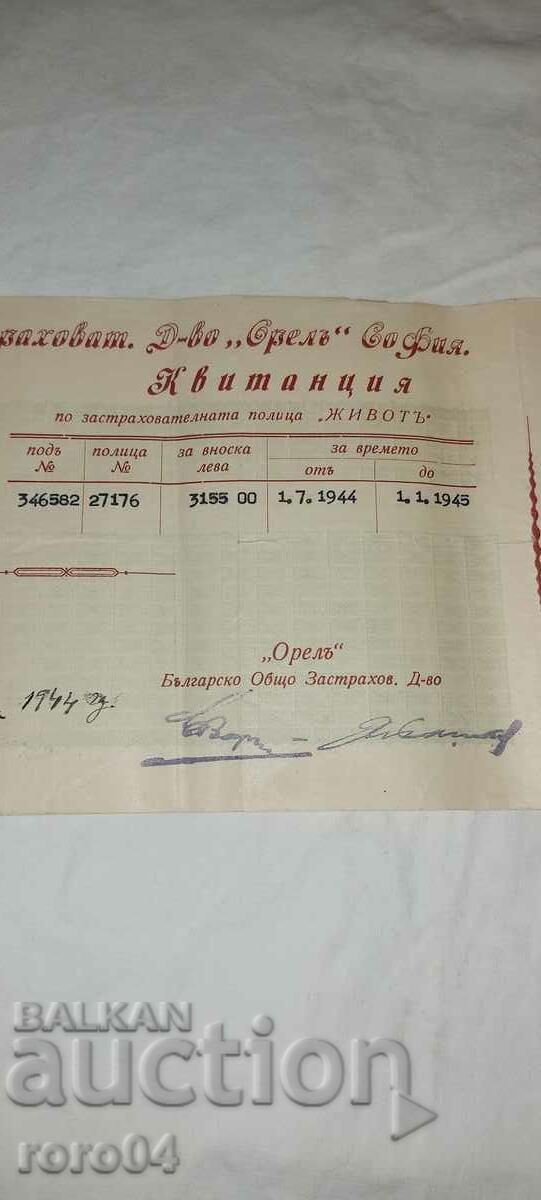 раховат. Д-во „Орелъ“ София.
Квитанция
по застрахователната полица „ЖИВОТЪ“
подъ № полица № за вноска лева за времето
отъ до
346582 27176 3155 00 1. 7. 1944 1. 1. 1945
„Орелъ“
Българско Общо Застрахов. Д-во
1944 г.
BALKAN
auction
roro04